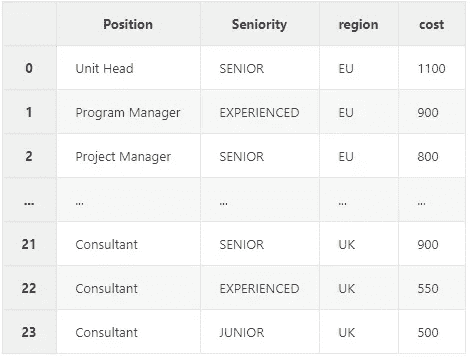 Position Seniority region cost
0 Unit Head SENIOR EU 1100
1 Program Manager EXPERIENCED EU 900
2 Project Manager SENIOR EU 800
... ... ... ... ...
21 Consultant SENIOR UK 900
22 Consultant EXPERIENCED UK 550
23 Consultant JUNIOR UK 500